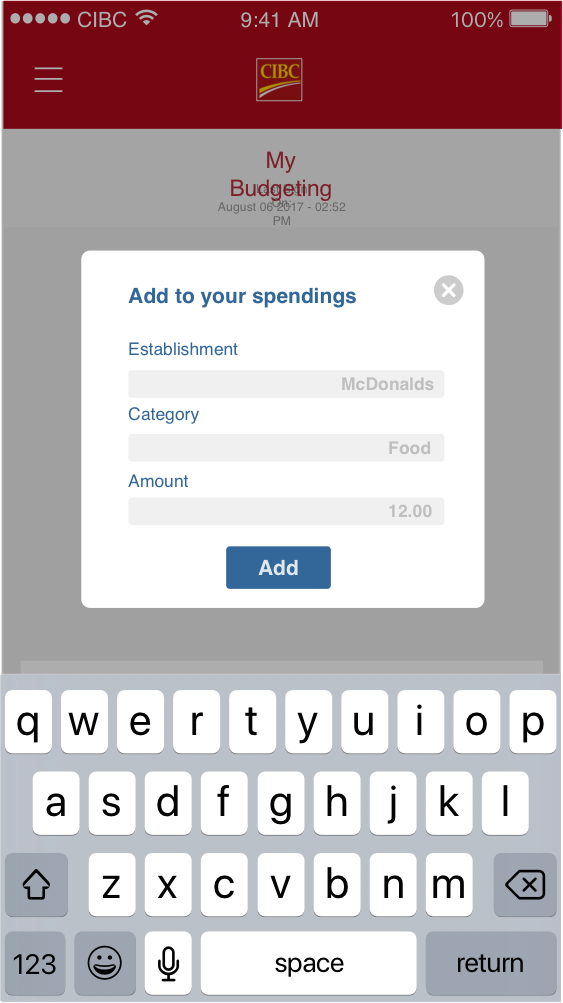 CIBC 9:41 AM 100%
CIBC
My
Budgeting
On:
August 06 2017 - 02:52
PM
Add to your spendings
Establishment
McDonalds
Category
Food
Amount
12.00
Add
q w e r t y u i o p
a s d f g h j k l
z x c v b n m
123 space return